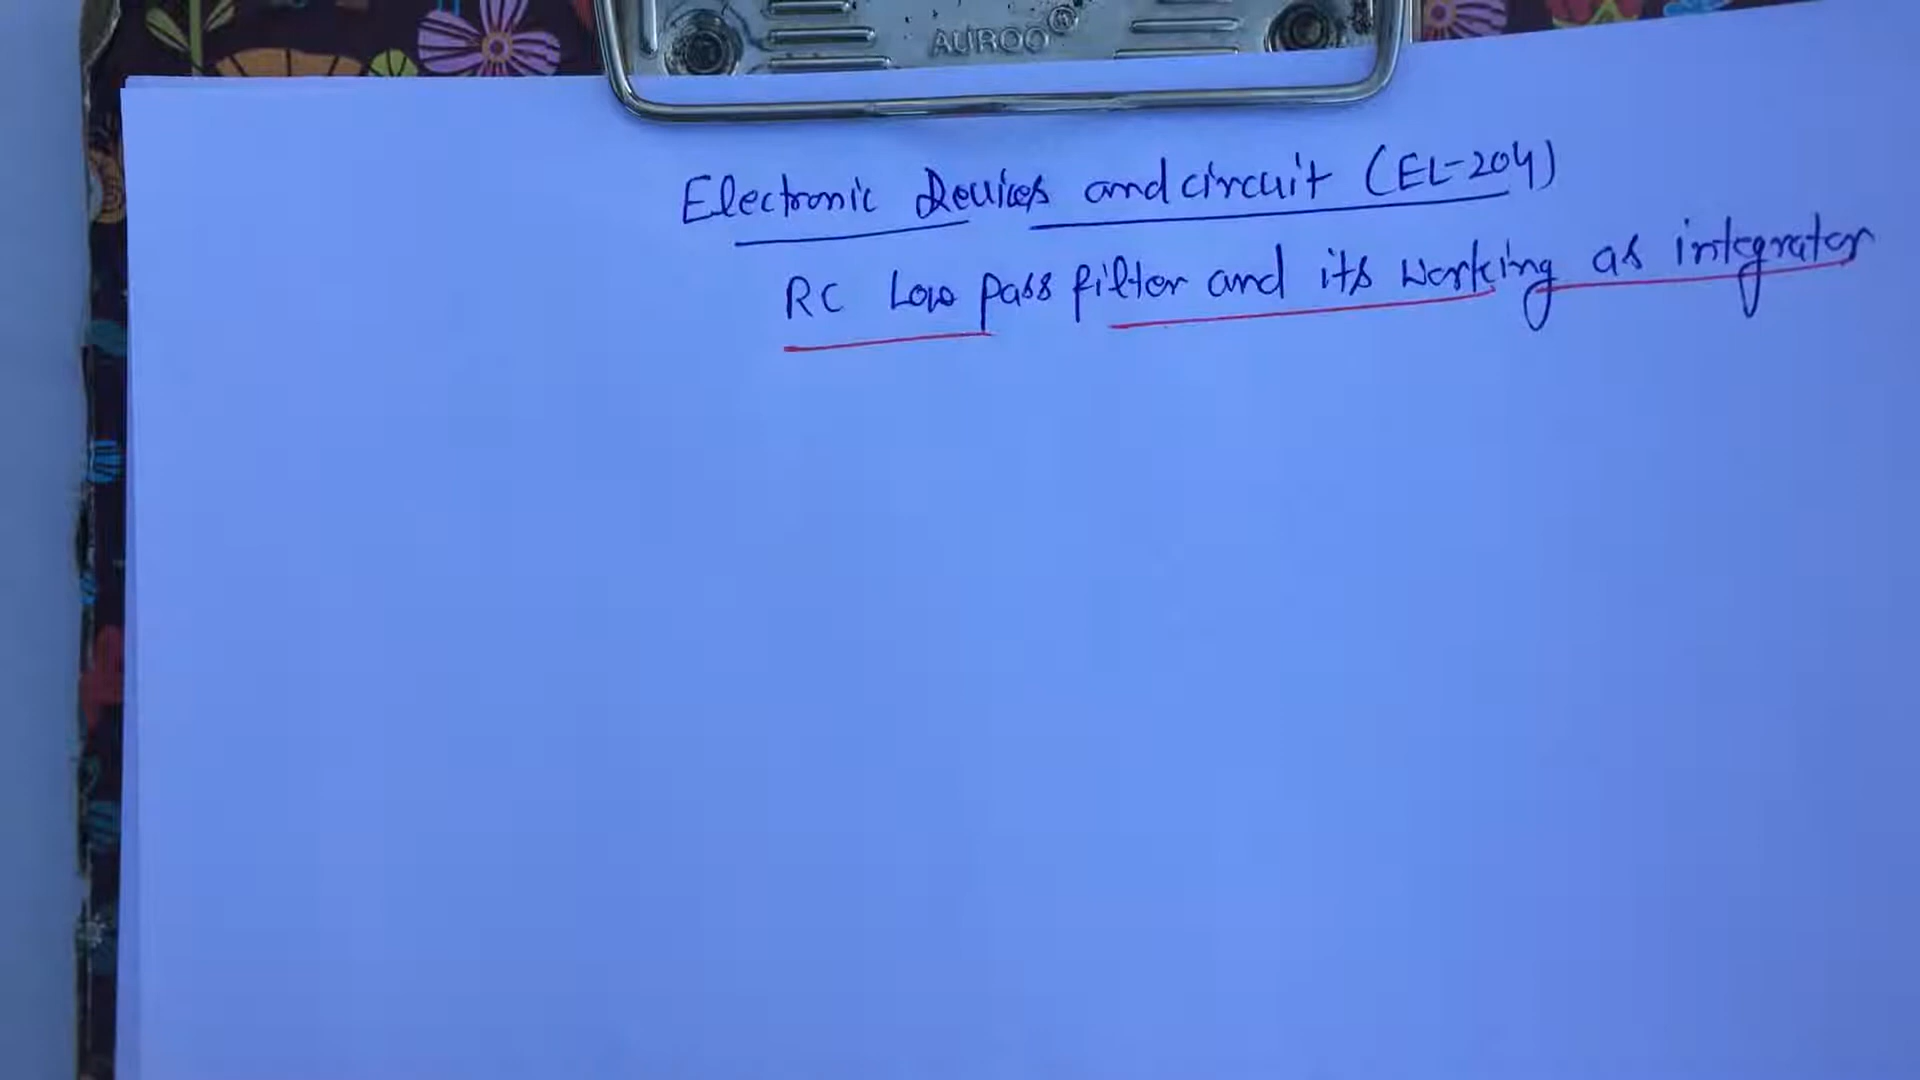 AUROO®
Electronic Devices and circuit (EL-204)
RC Low pass filter and its working as integrator